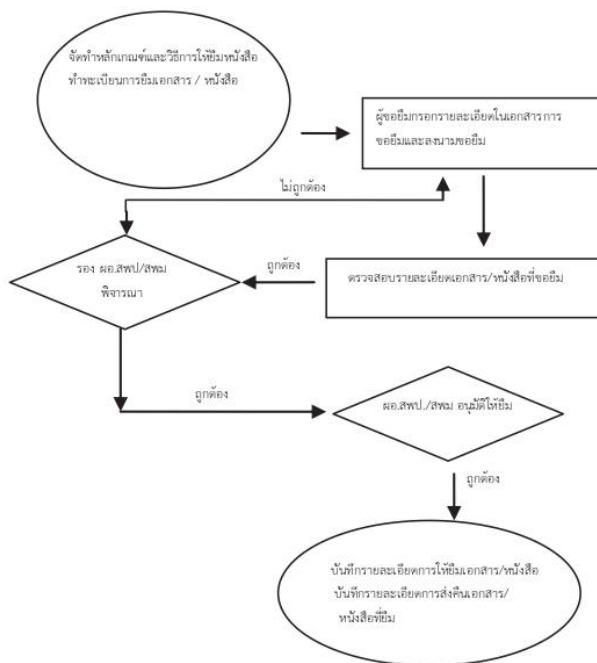 จัดทำหลักเกณฑ์และวิธีการให้ยืมหนังสือ
ทำทะเบียนการยืมเอกสาร / หนังสือ
ผู้ขอยืมกรอกรายละเอียดในเอกสารการ
ขอยืมและลงนามขอยืม
ไม่ถูกต้อง
รอง ผอ.สพป/สพม
พิจารณา
ถูกต้อง
ตรวจสอบรายละเอียดเอกสาร/หนังสือที่ขอยืม
ถูกต้อง
ผอ.สพป./สพม อนุมัติให้ยืม
ถูกต้อง
บันทึกรายละเอียดการให้ยืมเอกสาร/หนังสือ
บันทึกรายละเอียดการส่งคืนเอกสาร/
หนังสือที่ยืม